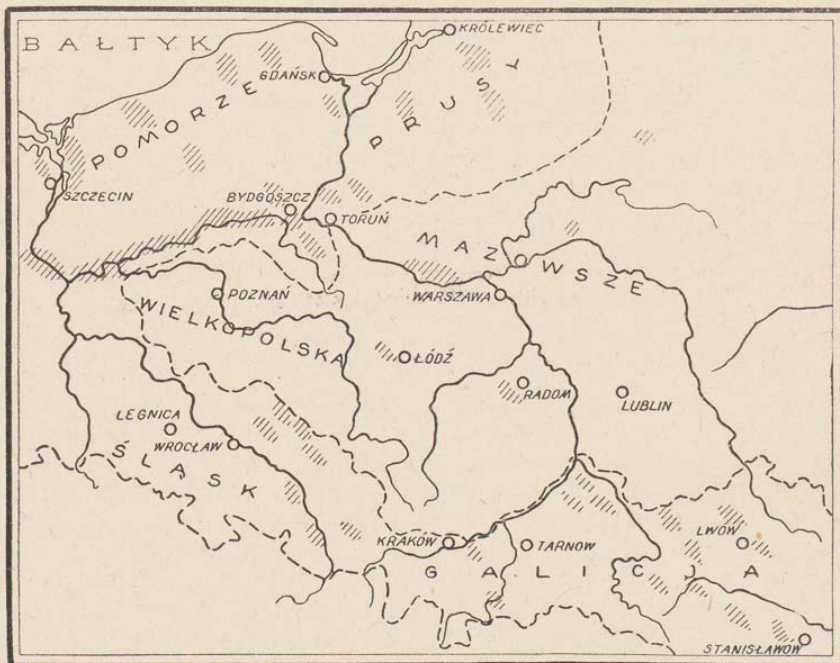 BAŁTYK
KRÓLEWIEC
GDAŃSK
POMORZE
PRUSY
SZCZECIN
BYDGOSZCZ
TORUŃ
MAZOWSZE
POZNAŃ
WARSZAWA
WIELKOPOLSKA
ŁÓDŹ
RADOM
LUBLIN
LEGNICA
WROCŁAW
ŚLĄSK
KRAKÓW
TARNOW
LWÓW
GALICJA
STANISŁAWÓW